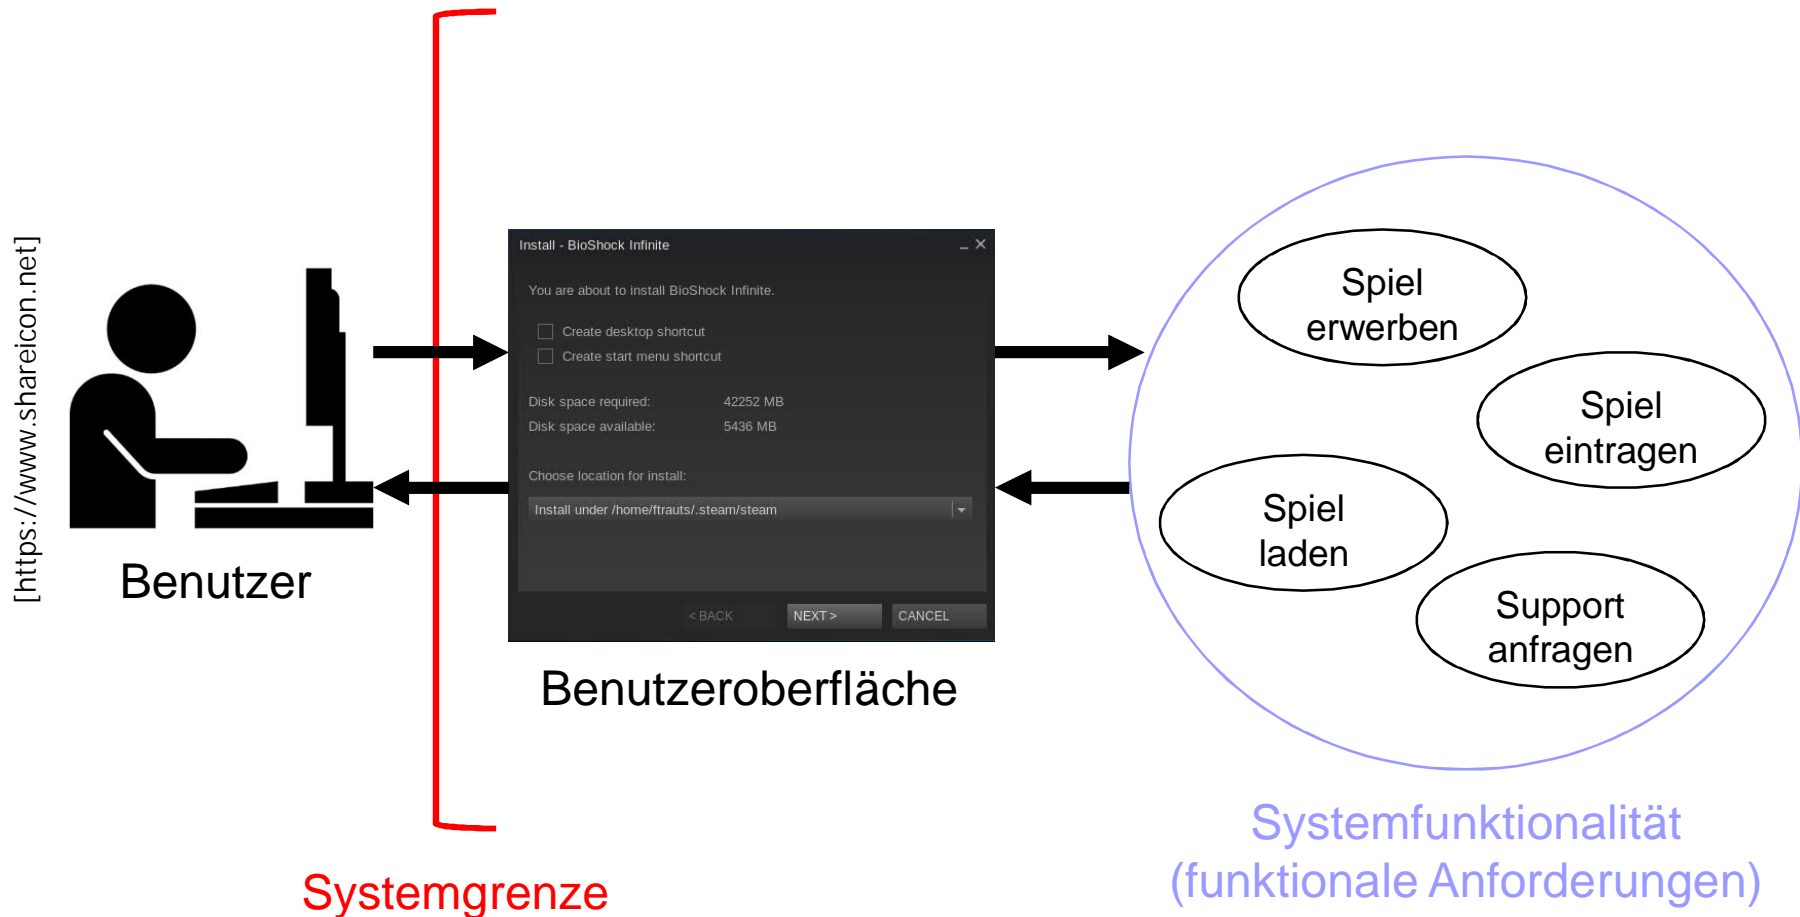 [https://www.shareicon.net]
Benutzer
Systemgrenze
Install - BioShock Infinite
You are about to install BioShock Infinite.
Create desktop shortcut
Create start menu shortcut
Disk space required: 42252 MB
Disk space available: 5436 MB
Choose location for install:
Install under /home/ftrauts/.steam/steam
< BACK NEXT > CANCEL
Benutzeroberfläche
Spiel
erwerben
Spiel
eintragen
Spiel
laden
Support
anfragen
Systemfunktionalität
(funktionale Anforderungen)